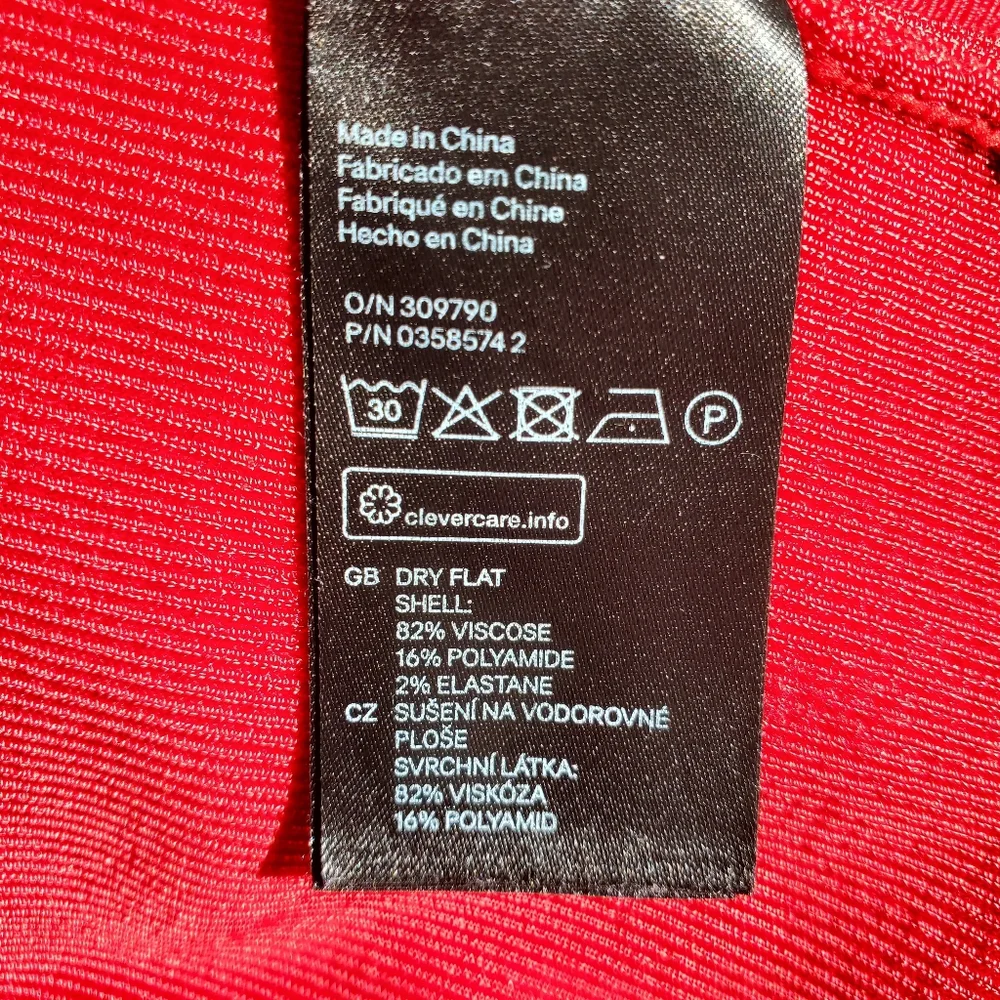 Made in China
Fabricado em China
Fabriqué en Chine
Hecho en China
O/N 309790
P/N 0358574 2
30 P
clevercare.info
GB DRY FLAT
SHELL:
82% VISCOSE
16% POLYAMIDE
2% ELASTANE
CZ SUŠENÍ NA VODOROVNÉ
PLOŠE
SVRCHNÍ LÁTKA:
82% VISKÓZA
16% POLYAMID